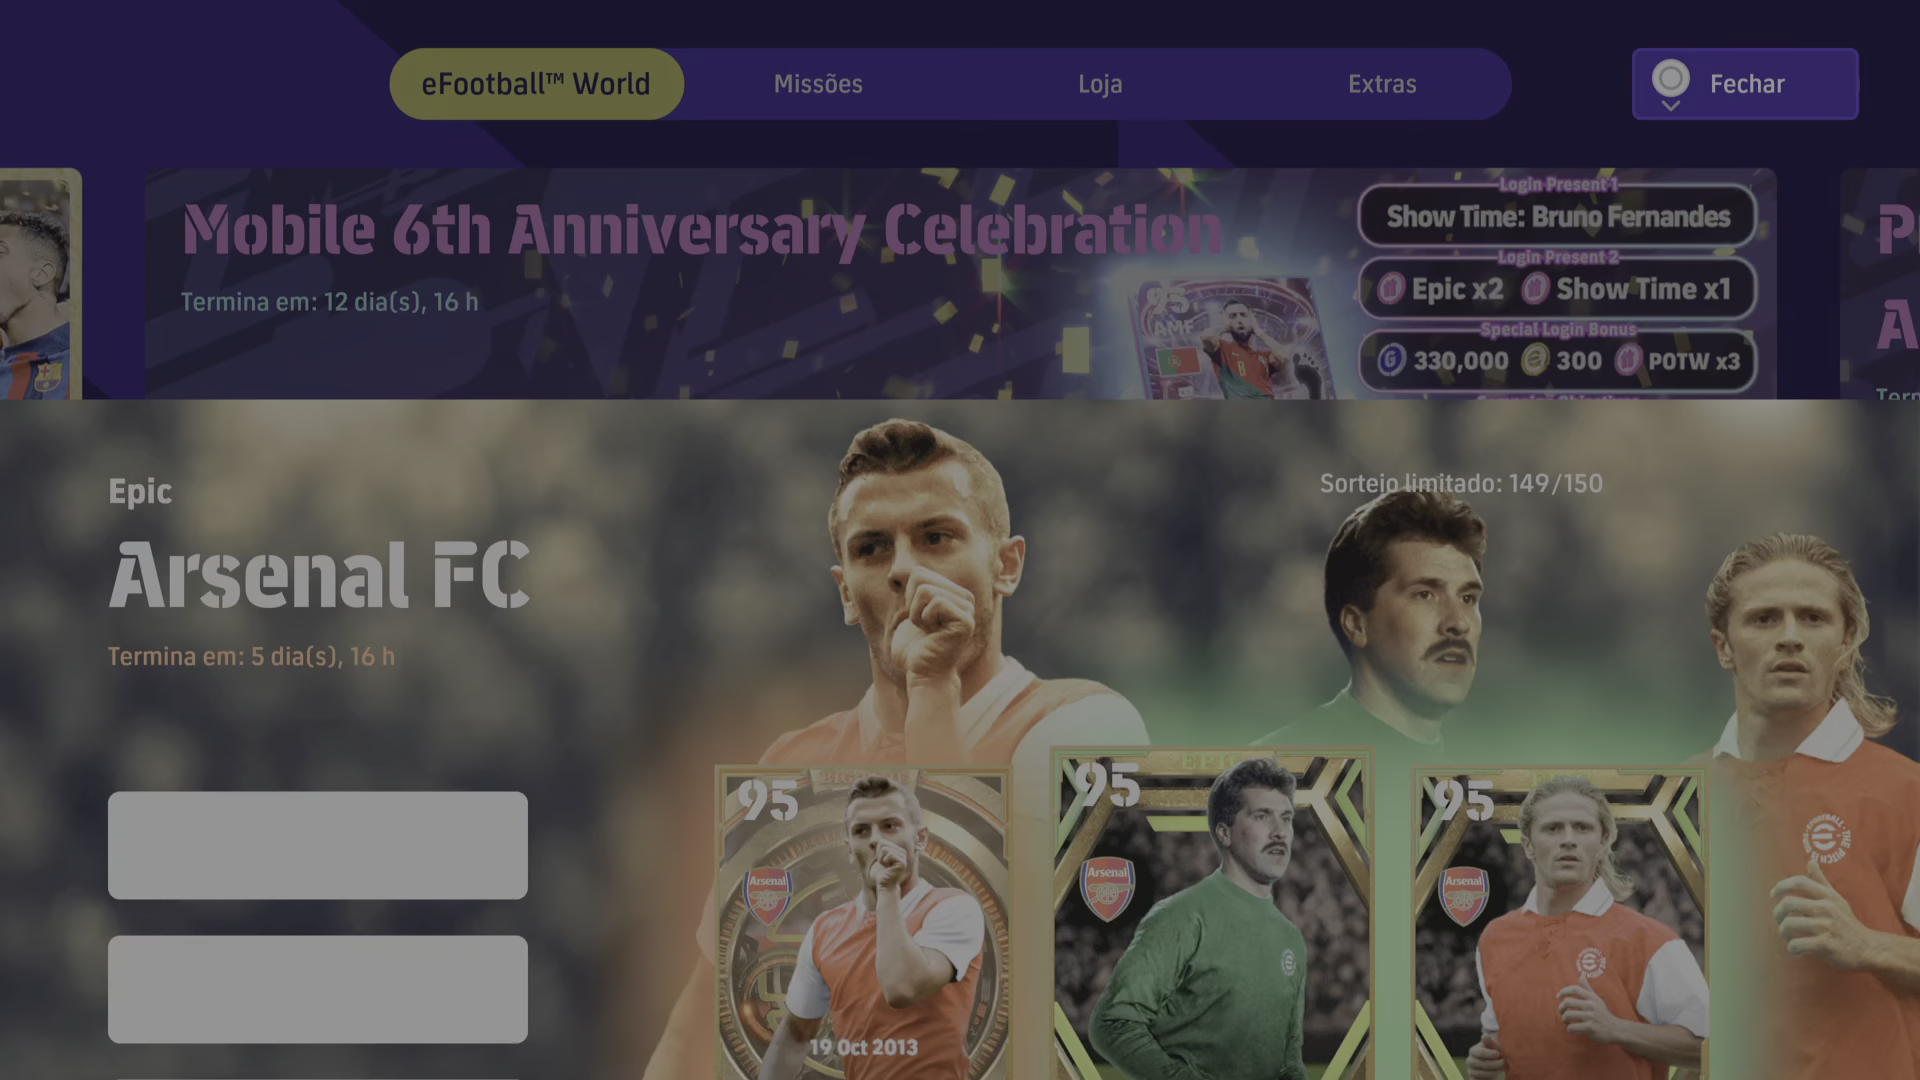 eFootball™ World
Missões
Loja
Extras
Fechar
Mobile 6th Anniversary Celebration
Termina em: 12 dia(s), 16 h
Login Present 1
Show Time: Bruno Fernandes
Login Present 2
Epic x2 Show Time x1
Special Login Bonus
330,000 300 POTW x3
95
AMF
8
P
A
Term
Epic
Arsenal FC
Termina em: 5 dia(s), 16 h
Sorteio limitado: 149/150
95
Arsenal
19 Oct 2013
95
EPIC
Arsenal
95
Arsenal